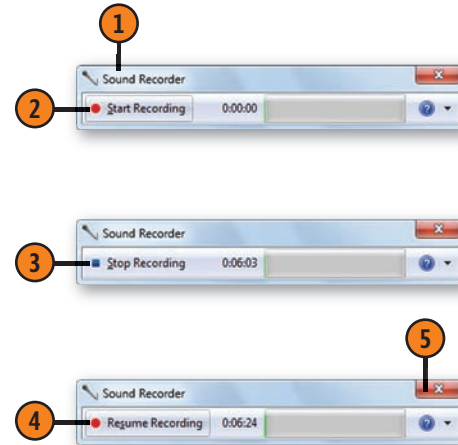 1
Sound Recorder
2
Start Recording 0:00:00
Sound Recorder
3
Stop Recording 0:06:03
5
Sound Recorder
4
Resume Recording 0:06:24